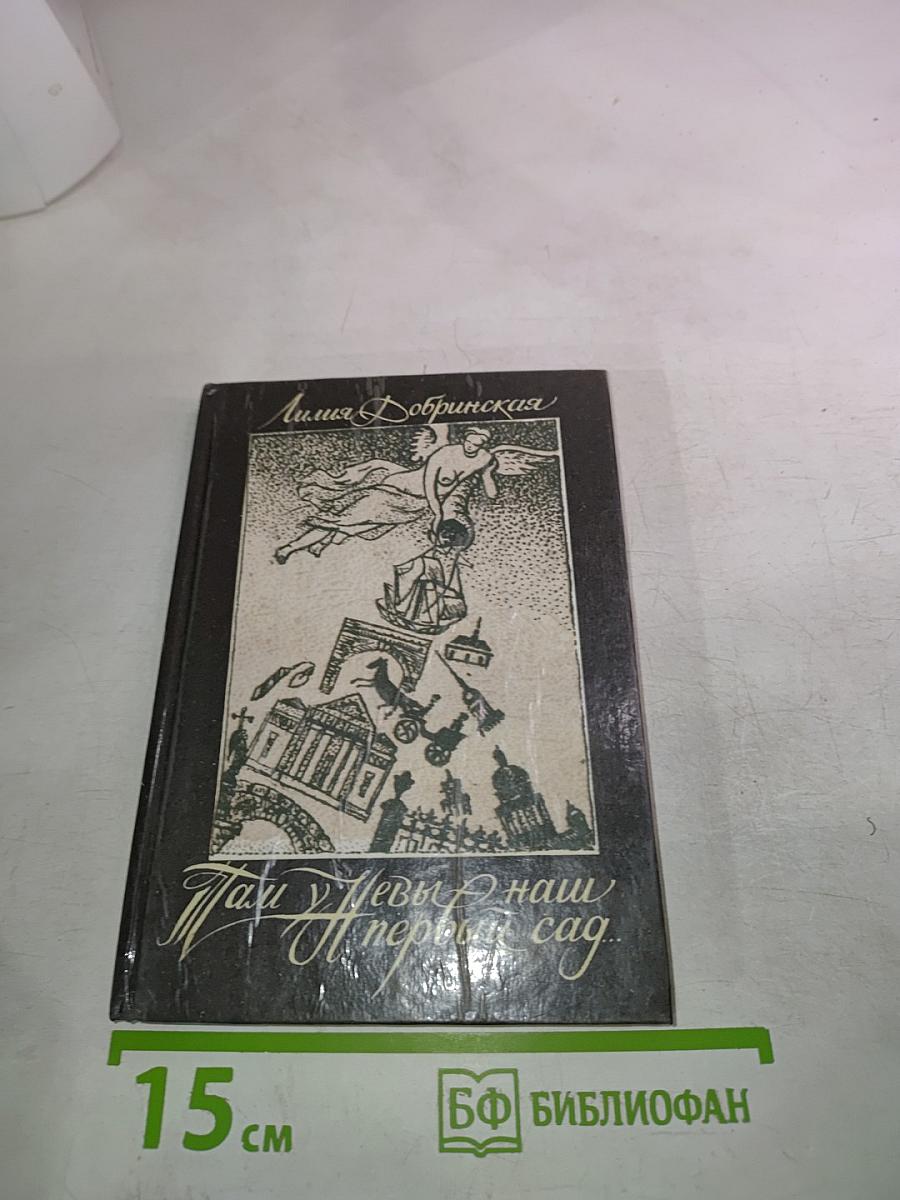 Лилия Добринская
Там у Невы наш
первый сад...
15 см
БФ БИБЛИОФАН